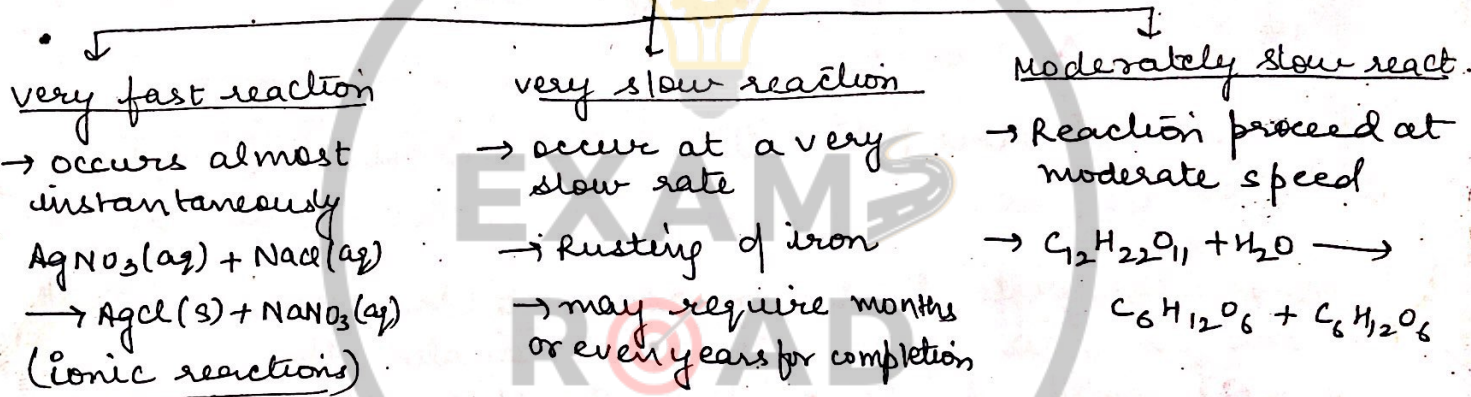 very fast reaction
→ occurs almost
instantaneously
AgNO₃(aq) + NaCl(aq)
→ AgCl(s) + NaNO₃(aq)
(ionic reactions)
very slow reaction
→ occur at a very
slow rate
→ Rusting of iron
→ may require months
or even years for completion
Moderately slow react.
→ Reaction proceed at
moderate speed
→ C₁₂H₂₂O₁₁ + H₂O →
C₆H₁₂O₆ + C₆H₁₂O₆
EXAMS
ROAD